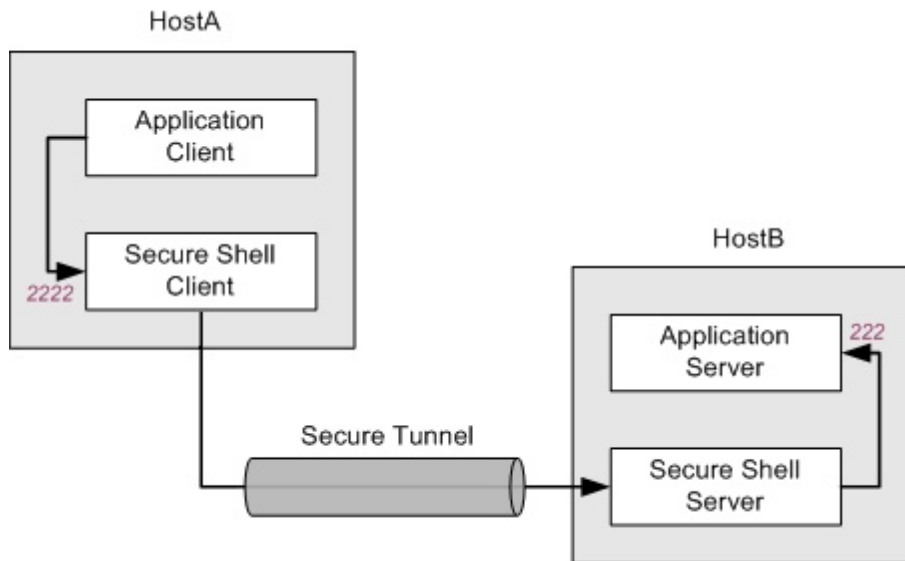 HostA
Application
Client
Secure Shell
Client
2222
HostB
Application
Server
222
Secure Tunnel
Secure Shell
Server